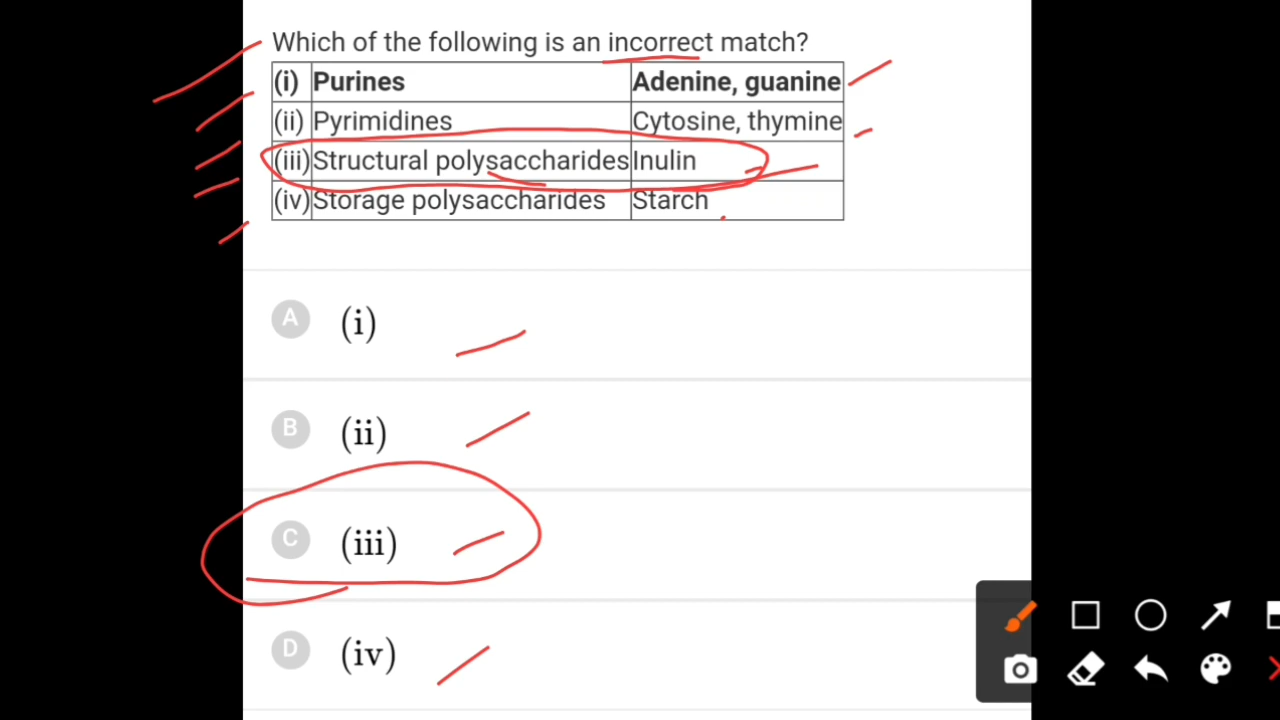 Which of the following is an incorrect match?
(i) Purines Adenine, guanine
(ii) Pyrimidines Cytosine, thymine
(iii) Structural polysaccharides Inulin
(iv) Storage polysaccharides Starch
A (i)
B (ii)
C (iii)
D (iv)